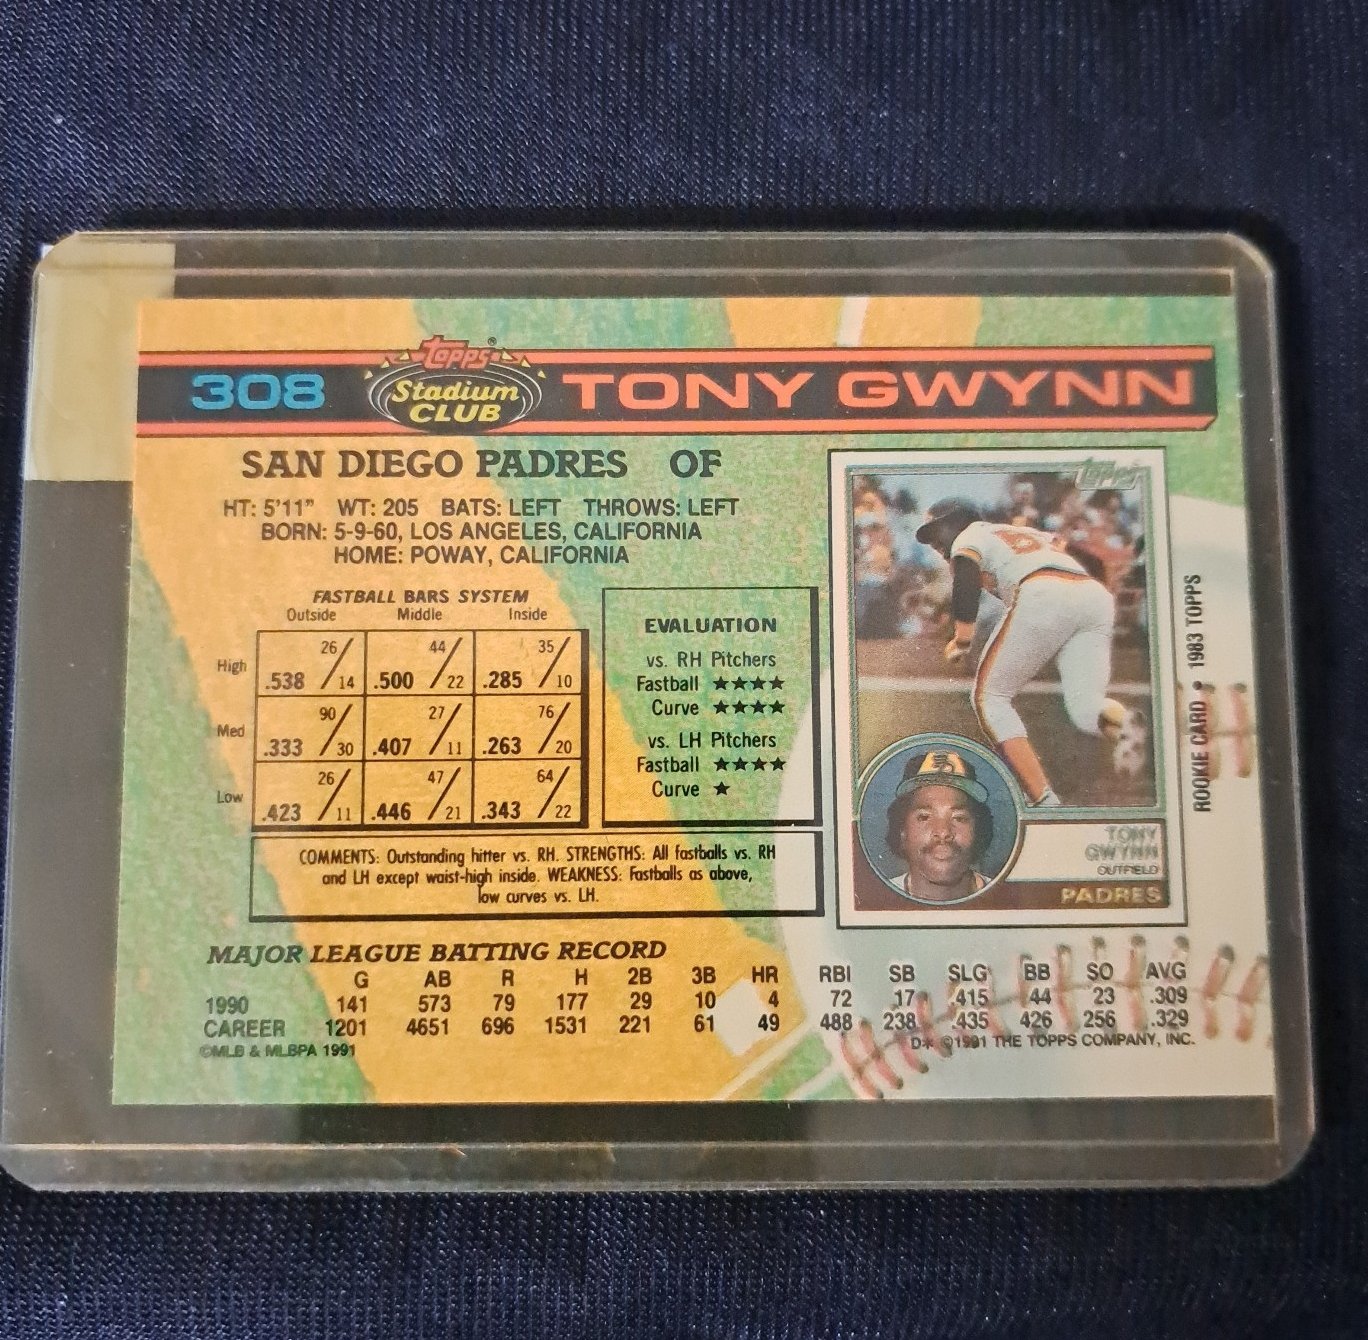 308 Topps® Stadium CLUB TONY GWYNN
SAN DIEGO PADRES OF
HT: 5'11" WT: 205 BATS: LEFT THROWS: LEFT
BORN: 5-9-60, LOS ANGELES, CALIFORNIA
HOME: POWAY, CALIFORNIA
FASTBALL BARS SYSTEM
Outside Middle Inside
High .538 26/14 .500 44/22 .285 35/10
Med .333 90/30 .407 27/11 .263 76/20
Low .423 26/11 .446 47/21 .343 64/22
EVALUATION
vs. RH Pitchers
Fastball ★★★★
Curve ★★★★
vs. LH Pitchers
Fastball ★★★★
Curve ★
COMMENTS: Outstanding hitter vs. RH. STRENGTHS: All fastballs vs. RH
and LH except waist-high inside. WEAKNESS: Fastballs as above,
low curves vs. LH.
Topps
TONY
GWYNN
OUTFIELD
PADRES
ROOKIE CARD • 1983 TOPPS
MAJOR LEAGUE BATTING RECORD
G AB R H 2B 3B HR RBI SB SLG BB SO AVG
1990 141 573 79 177 29 10 4 72 17 .415 44 23 .309
CAREER 1201 4651 696 1531 221 61 49 488 238 .435 426 256 .329
©MLB & MLBPA 1991 D* ©1991 THE TOPPS COMPANY, INC.